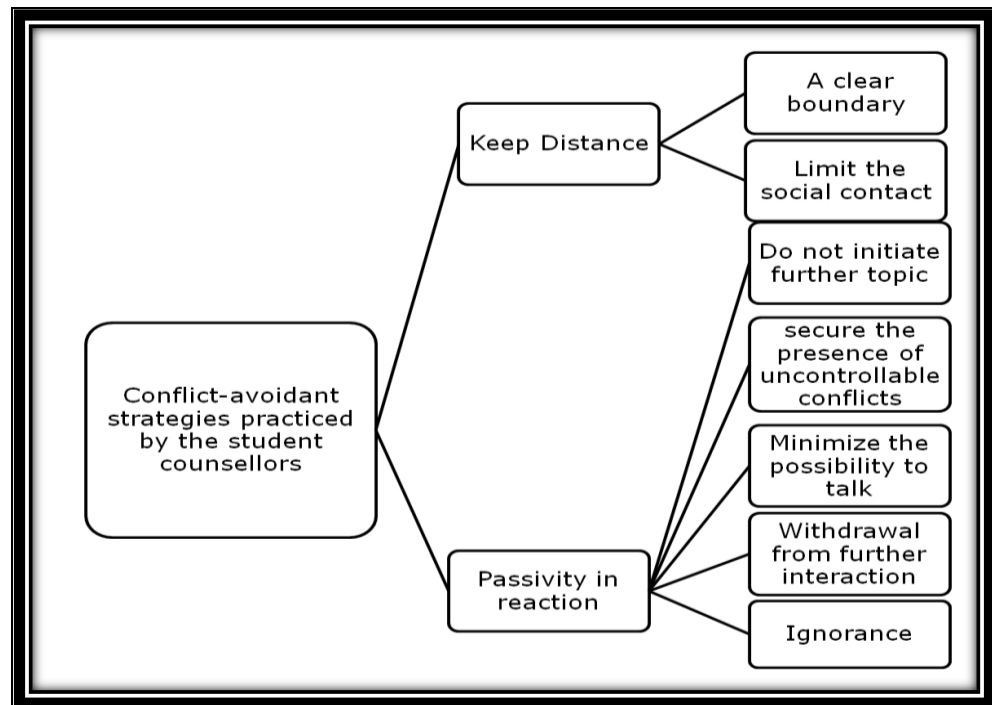 Conflict-avoidant
strategies practiced
by the student
counsellors
Keep Distance
A clear
boundary
Limit the
social contact
Passivity in
reaction
Do not initiate
further topic
secure the
presence of
uncontrollable
conflicts
Minimize the
possibility to
talk
Withdrawal
from further
interaction
Ignorance